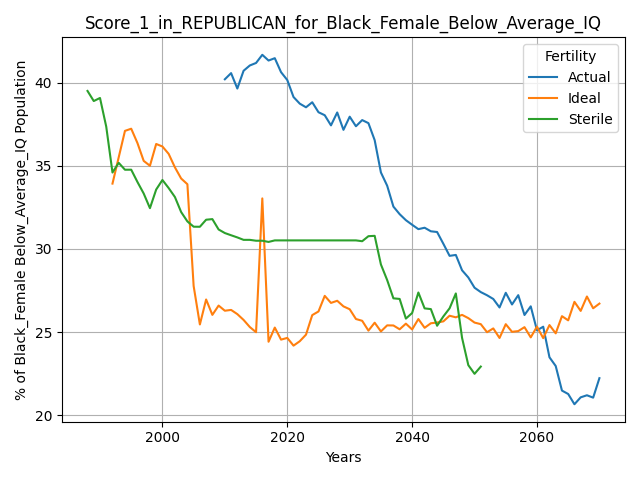 Score_1_in_REPUBLICAN_for_Black_Female_Below_Average_IQ
% of Black_Female Below_Average_IQ Population
40
35
30
25
20
2000
2020
2040
2060
Years
Fertility
Actual
Ideal
Sterile